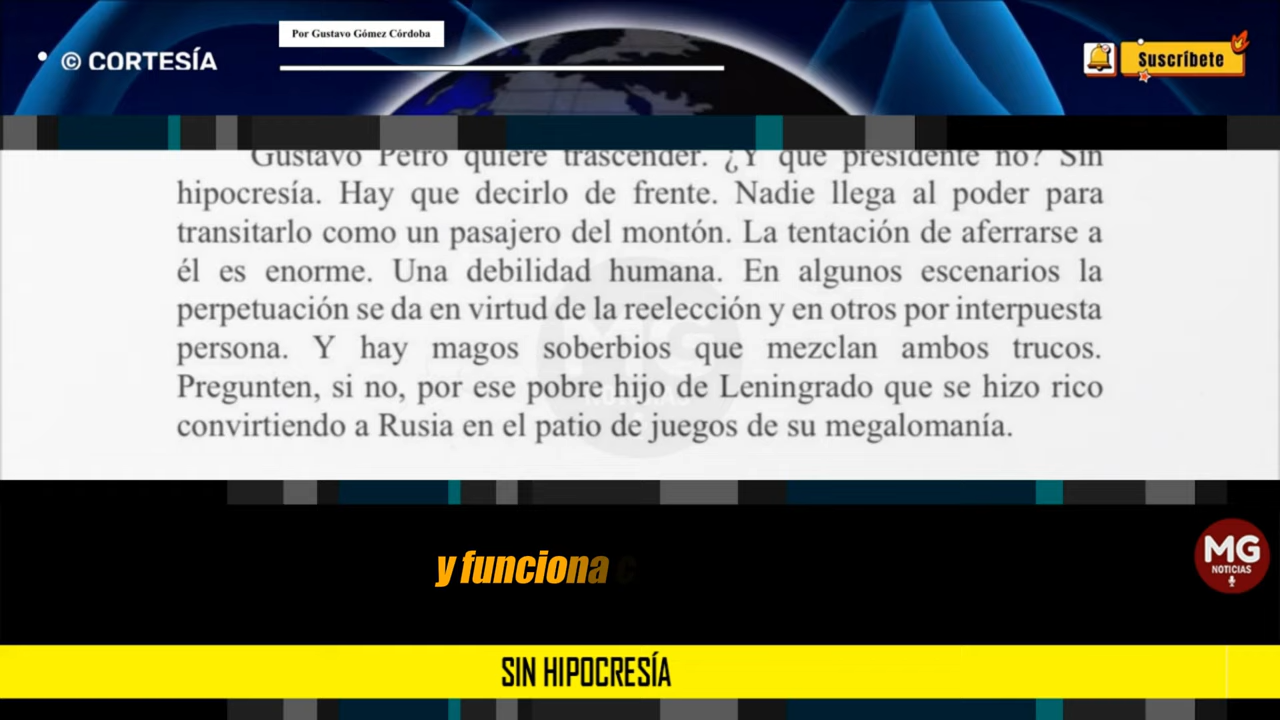 Por Gustavo Gómez Córdoba
© CORTESÍA
Suscríbete
Gustavo Petro quiere trascender. ¿Y qué presidente no? Sin
hipocresía. Hay que decirlo de frente. Nadie llega al poder para
transitarlo como un pasajero del montón. La tentación de aferrarse a
él es enorme. Una debilidad humana. En algunos escenarios la
perpetuación se da en virtud de la reelección y en otros por interpuesta
persona. Y hay magos soberbios que mezclan ambos trucos.
Pregunten, si no, por ese pobre hijo de Leningrado que se hizo rico
convirtiendo a Rusia en el patio de juegos de su megalomanía.
y funciona
MG
NOTICIAS
SIN HIPOCRESÍA